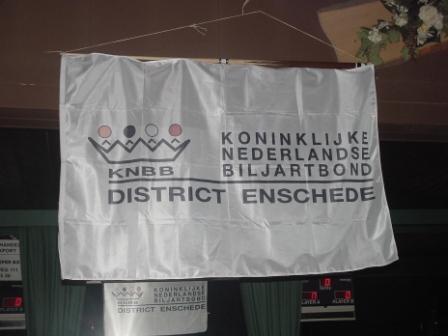 KNBB
KONINKLIJKE
NEDERLANDSE
BILJARTBOND
DISTRICT ENSCHEDE
KONINKLIJKE
NEDERLANDSE
BILJARTBOND
DISTRICT ENSCHEDE